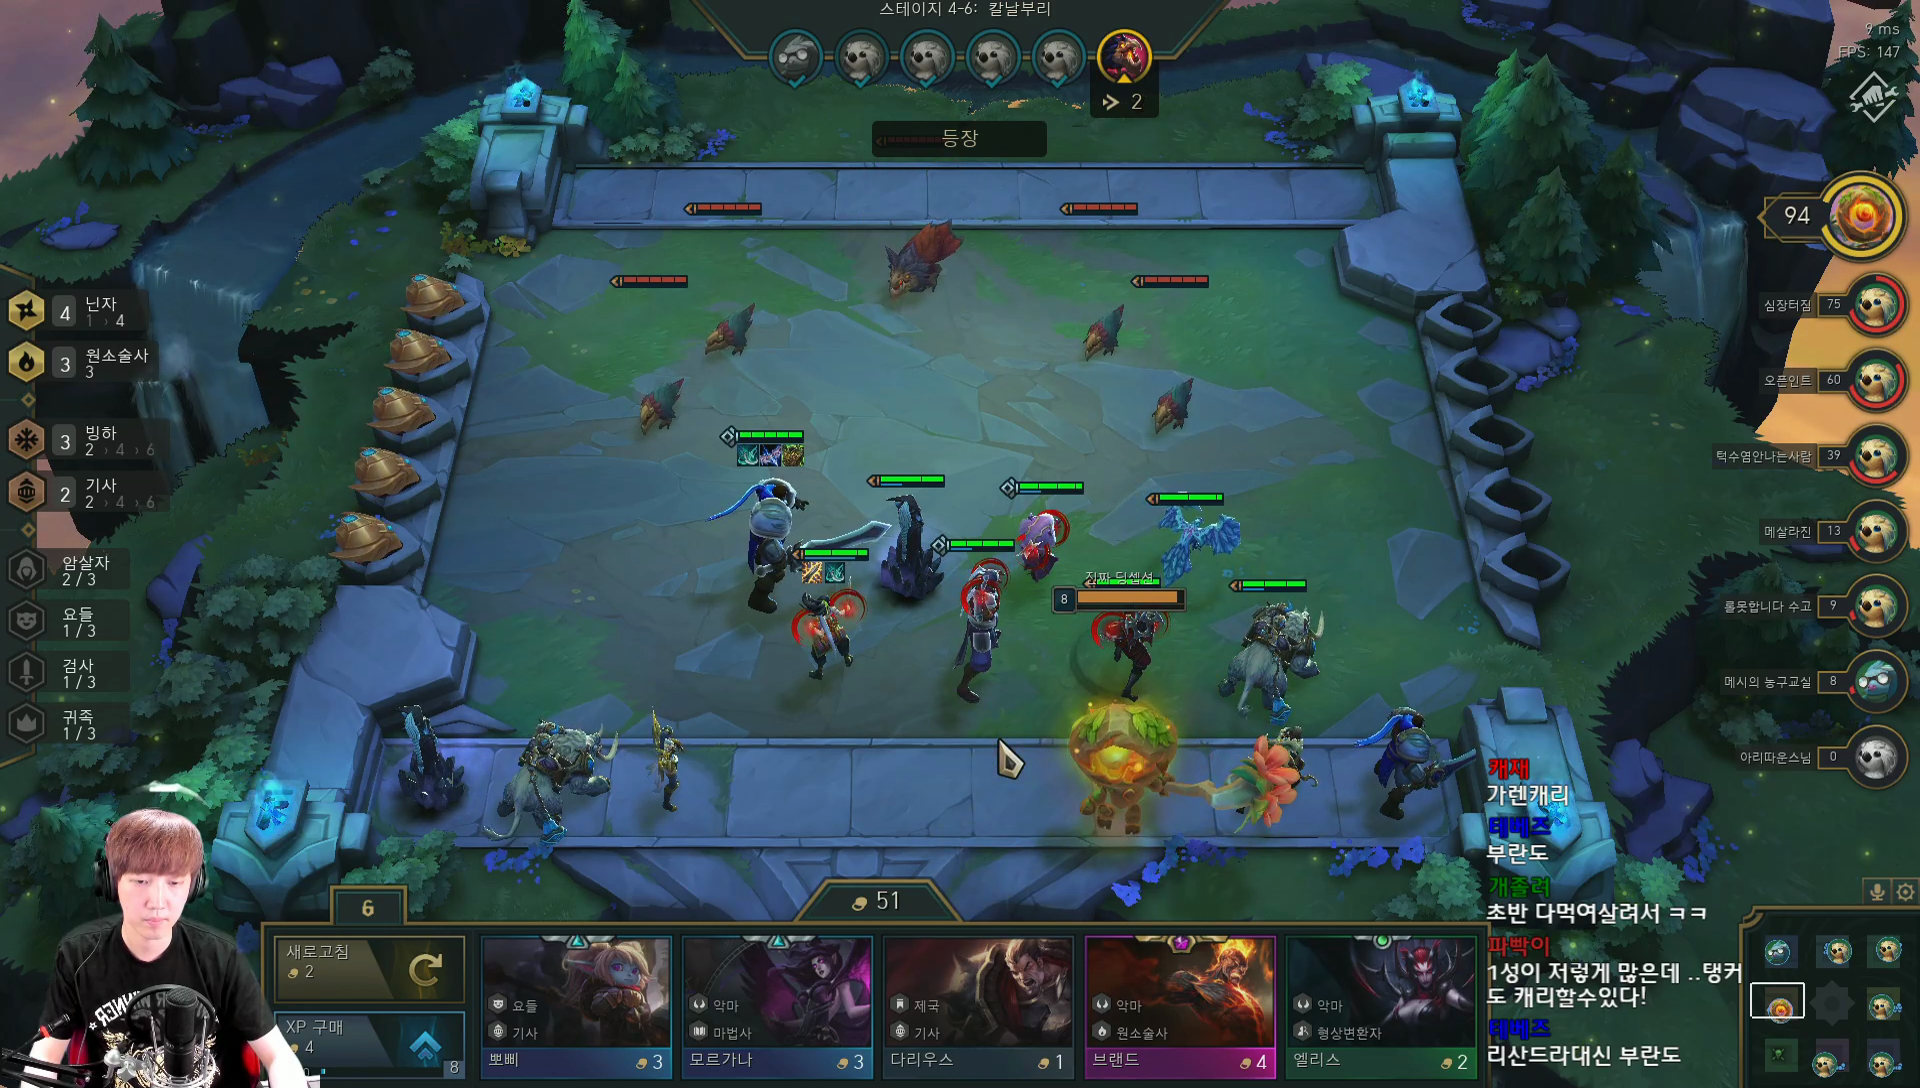 스테이지 4-6: 칼날부리
9 ms
FPS: 147
2
등장
94
심장터짐 75
오픈인트 60
턱수염안나는사람 39
메살라진 13
롤못합니다 수고 9
메시의 농구교실 8
아리따운스님 0
4 닌자
1 › 4
3 원소술사
3
3 빙하
2 › 4 › 6
2 기사
2 › 4 › 6
암살자
2 / 3
요들
1 / 3
검사
1 / 3
귀족
1 / 3
진짜 딩셉션
8
캐재
가렌캐리
테베즈
부란도
개졸려
초반 다먹여살려서 ㅋㅋ
파빡이
1성이 저렇게 많은데 ..탱커
도 캐리할수있다!
테베즈
리산드라대신 부란도
6
51
새로고침
2
XP 구매
4
8
요들
기사
뽀삐 3
악마
마법사
모르가나 3
제국
기사
다리우스 1
악마
원소술사
브랜드 4
악마
형상변환자
엘리스 2